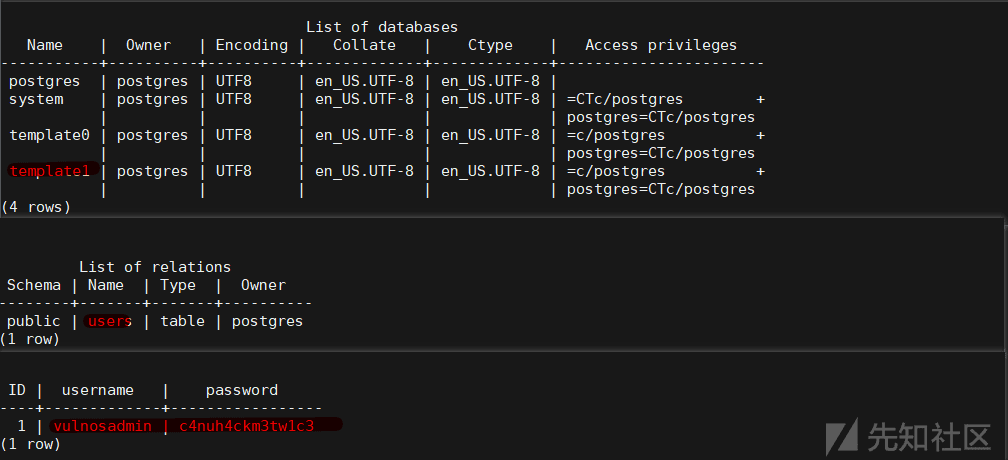 List of databases
Name | Owner | Encoding | Collate | Ctype | Access privileges
-----------+----------+----------+-------------+-------------+-----------------------
postgres | postgres | UTF8 | en_US.UTF-8 | en_US.UTF-8 |
system | postgres | UTF8 | en_US.UTF-8 | en_US.UTF-8 | =CTc/postgres +
| | | | | postgres=CTc/postgres
template0 | postgres | UTF8 | en_US.UTF-8 | en_US.UTF-8 | =c/postgres +
| | | | | postgres=CTc/postgres
template1 | postgres | UTF8 | en_US.UTF-8 | en_US.UTF-8 | =c/postgres +
| | | | | postgres=CTc/postgres
(4 rows)
List of relations
Schema | Name | Type | Owner
--------+-------+-------+----------
public | users | table | postgres
(1 row)
ID | username | password
----+-------------+----------------
1 | vulnosadmin | c4nuh4ckm3tw1c3
(1 row)
先知社区